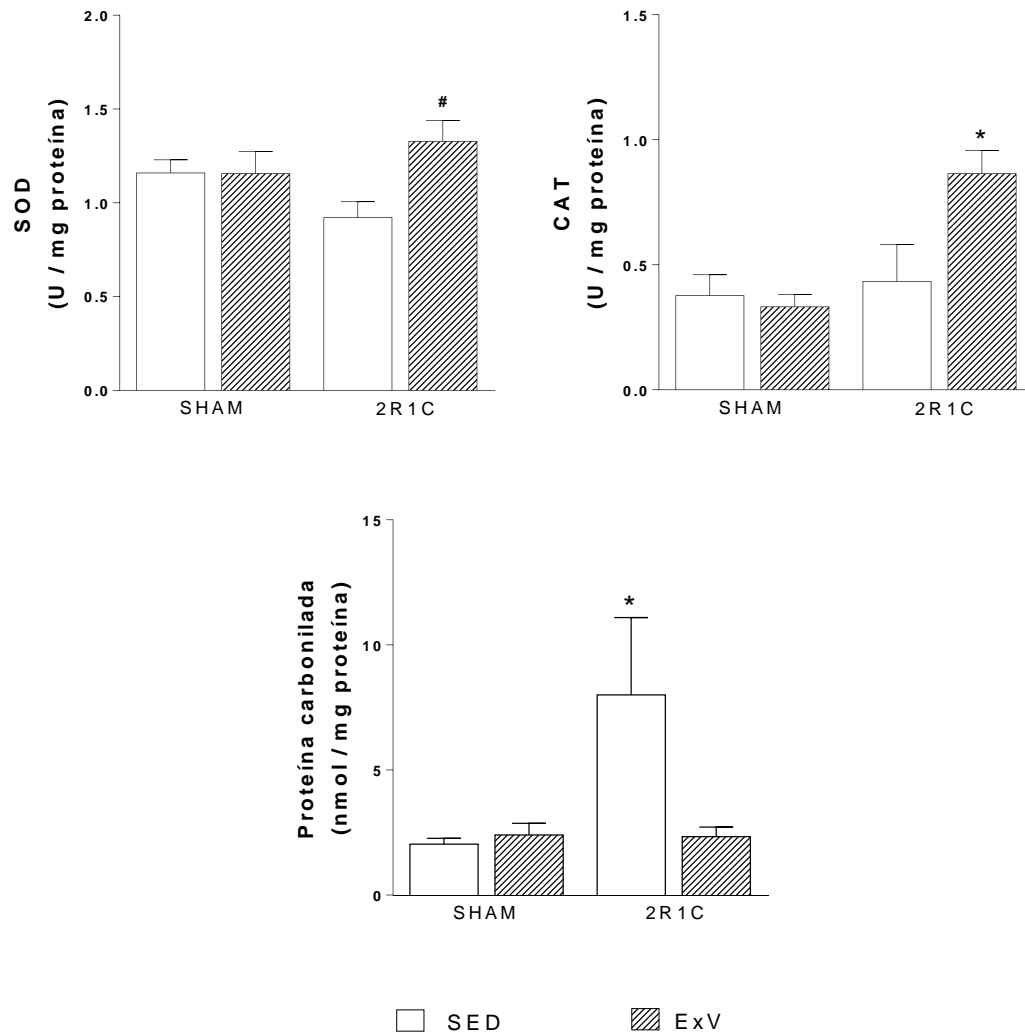 SOD
(U / mg proteína)
2.0
1.5
1.0
0.5
0.0
#
SHAM
2R1C
CAT
(U / mg proteína)
1.5
1.0
0.5
0.0
*
SHAM
2R1C
Proteína carbonilada
(nmol / mg proteína)
15
10
5
0
*
SHAM
2R1C
SED
ExV